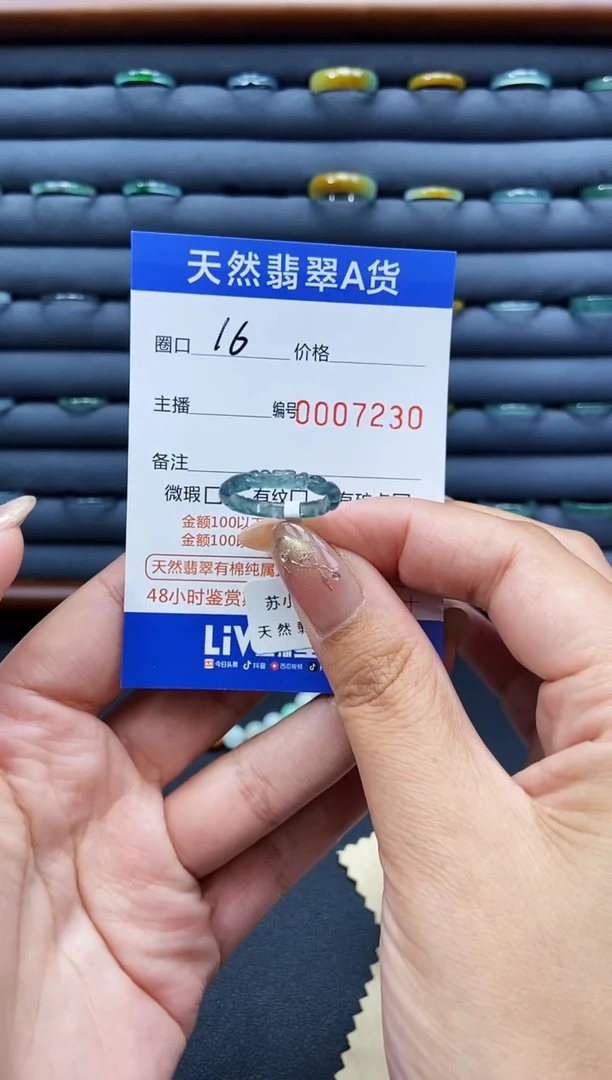 天然翡翠A货
圈口 16 价格
主播 编号0007230
备注
微瑕 有纹
金额100以
金额100
天然翡翠有棉纯属
48小时鉴赏
苏小
天然
LiV
今日头条 抖音 西瓜视频